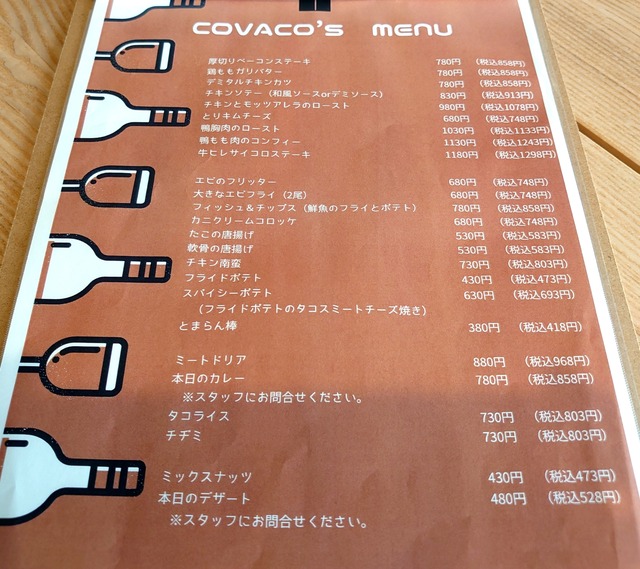 COVACO'S MENU
厚切りベーコンステーキ 780円 (税込858円)
鶏ももガリバター 780円 (税込858円)
デミタルチキンカツ 780円 (税込858円)
チキンソテー（和風ソースorデミソース） 830円 (税込913円)
チキンとモッツアレラのロースト 980円 (税込1078円)
とりキムチーズ 680円 (税込748円)
鴨胸肉のロースト 1030円 (税込1133円)
鴨もも肉のコンフィー 1130円 (税込1243円)
牛ヒレサイコロステーキ 1180円 (税込1298円)
エビのフリッター 680円 (税込748円)
大きなエビフライ（2尾） 680円 (税込748円)
フィッシュ＆チップス（鮮魚のフライとポテト） 780円 (税込858円)
カニクリームコロッケ 680円 (税込748円)
たこの唐揚げ 530円 (税込583円)
軟骨の唐揚げ 530円 (税込583円)
チキン南蛮 730円 (税込803円)
フライドポテト 430円 (税込473円)
スパイシーポテト 630円 (税込693円)
（フライドポテトのタコスミートチーズ焼き）
とまらん棒 380円 (税込418円)
ミートドリア 880円 (税込968円)
本日のカレー 780円 (税込858円)
※スタッフにお問合せください。
タコライス 730円 (税込803円)
チヂミ 730円 (税込803円)
ミックスナッツ 430円 (税込473円)
本日のデザート 480円 (税込528円)
※スタッフにお問合せください。